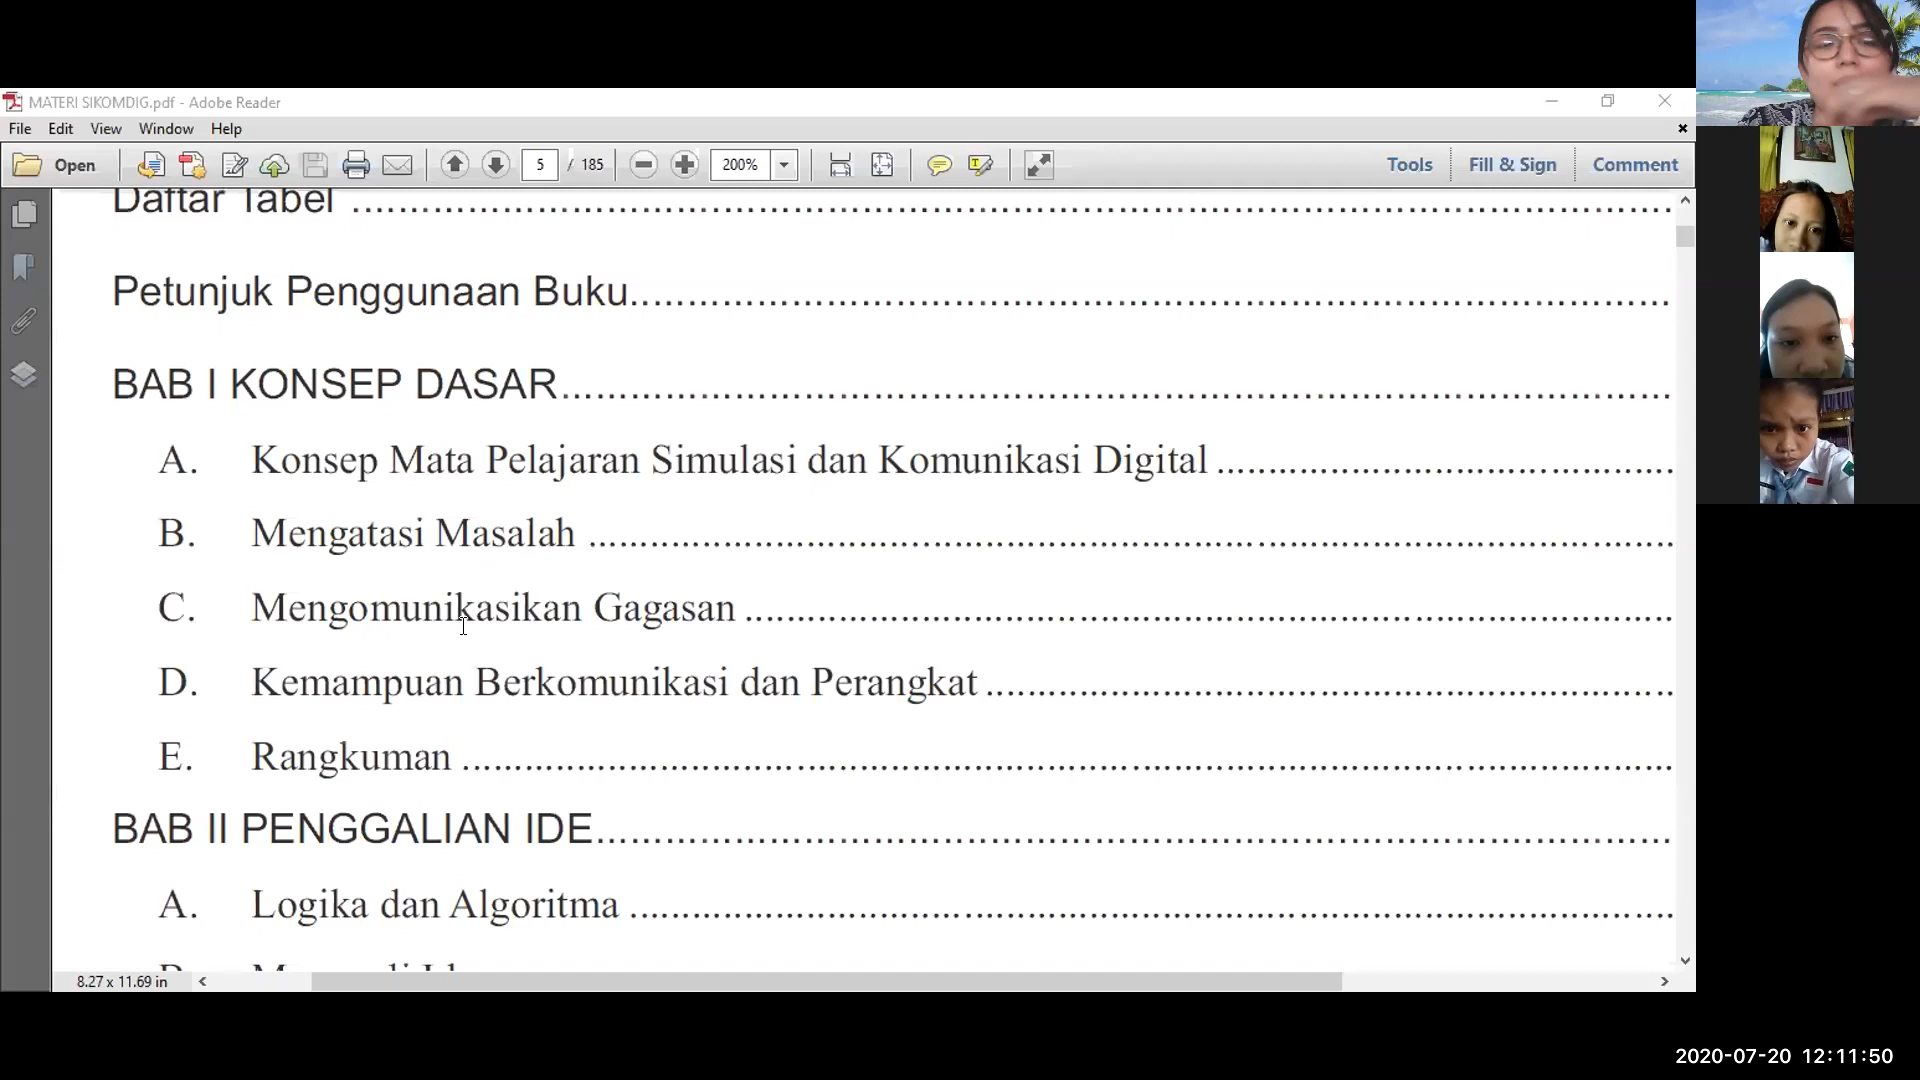 MATERI SIKOMDIG.pdf - Adobe Reader
File Edit View Window Help
Open 5 / 185 200% Tools Fill & Sign Comment
Daftar Tabel ................................................................................................
Petunjuk Penggunaan Buku................................................................................
BAB I KONSEP DASAR................................................................................
A. Konsep Mata Pelajaran Simulasi dan Komunikasi Digital ........................................
B. Mengatasi Masalah ................................................................................
C. Mengomunikasikan Gagasan ........................................................................
D. Kemampuan Berkomunikasi dan Perangkat ........................................................
E. Rangkuman ................................................................................
BAB II PENGGALIAN IDE................................................................................
A. Logika dan Algoritma ................................................................................
8.27 x 11.69 in
2020-07-20 12:11:50